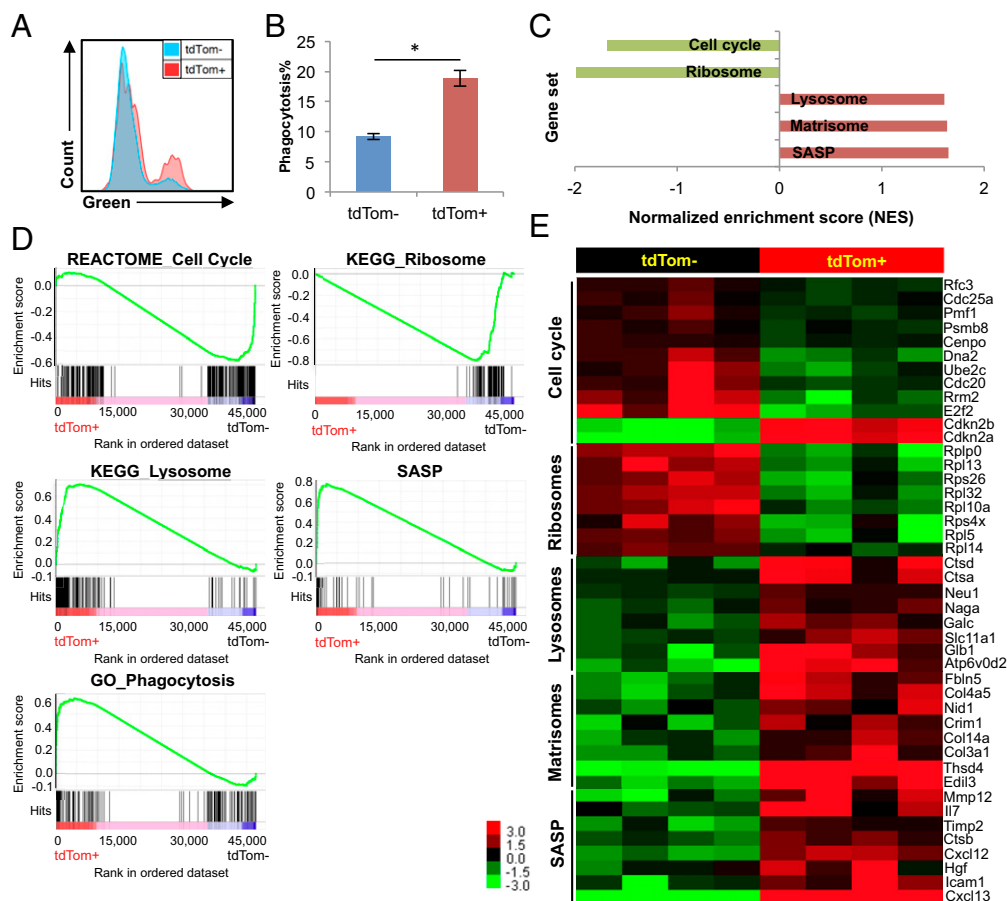 A
tdTom-
tdTom+
Count
Green
B
Phagocytotsis%
25
20
15
10
5
0
*
tdTom-
tdTom+
C
Gene set
Cell cycle
Ribosome
Lysosome
Matrisome
SASP
-2
-1
0
1
2
Normalized enrichment score (NES)
D
REACTOME_Cell Cycle
Enrichment score
0.0
-0.2
-0.4
-0.6
Hits
0
15,000
30,000
45,000
tdTom+
tdTom-
Rank in ordered dataset
KEGG_Ribosome
Enrichment score
0.0
-0.2
-0.4
-0.6
-0.8
Hits
0
15,000
30,000
45,000
tdTom+
tdTom-
Rank in ordered dataset
KEGG_Lysosome
Enrichment score
0.6
0.4
0.2
0.0
-0.1
Hits
0
15,000
30,000
45,000
tdTom+
tdTom-
Rank in ordered dataset
SASP
Enrichment score
0.8
0.6
0.4
0.2
0.0
-0.1
Hits
0
15,000
30,000
45,000
tdTom+
tdTom-
Rank in ordered dataset
GO_Phagocytosis
Enrichment score
0.6
0.4
0.2
0.0
-0.1
Hits
0
15,000
30,000
45,000
tdTom+
tdTom-
Rank in ordered dataset
3.0
1.5
0.0
-1.5
-3.0
E
tdTom-
tdTom+
Cell cycle
Rfc3
Cdc25a
Pmf1
Psmb8
Cenpo
Dna2
Ube2c
Cdc20
Rrm2
E2f2
Cdkn2b
Cdkn2a
Ribosomes
Rplp0
Rpl13
Rps26
Rpl32
Rpl10a
Rps4x
Rpl5
Rpl14
Lysosomes
Ctsd
Ctsa
Neu1
Naga
Galc
Slc11a1
Glb1
Atp6v0d2
Matrisomes
Fbln5
Col4a5
Nid1
Crim1
Col14a
Col3a1
Thsd4
Edil3
SASP
Mmp12
Il7
Timp2
Ctsb
Cxcl12
Hgf
Icam1
Cxcl13